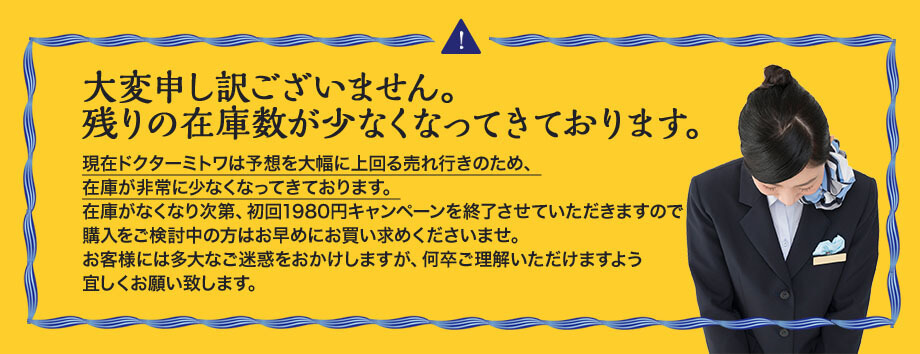 !
大変申し訳ございません。
残りの在庫数が少なくなってきております。
現在ドクターミトワは予想を大幅に上回る売れ行きのため、
在庫が非常に少なくなってきております。
在庫がなくなり次第、初回1980円キャンペーンを終了させていただきますので
購入をご検討中の方はお早めにお買い求めくださいませ。
お客様には多大なご迷惑をおかけしますが、何卒ご理解いただけますよう
宜しくお願い致します。